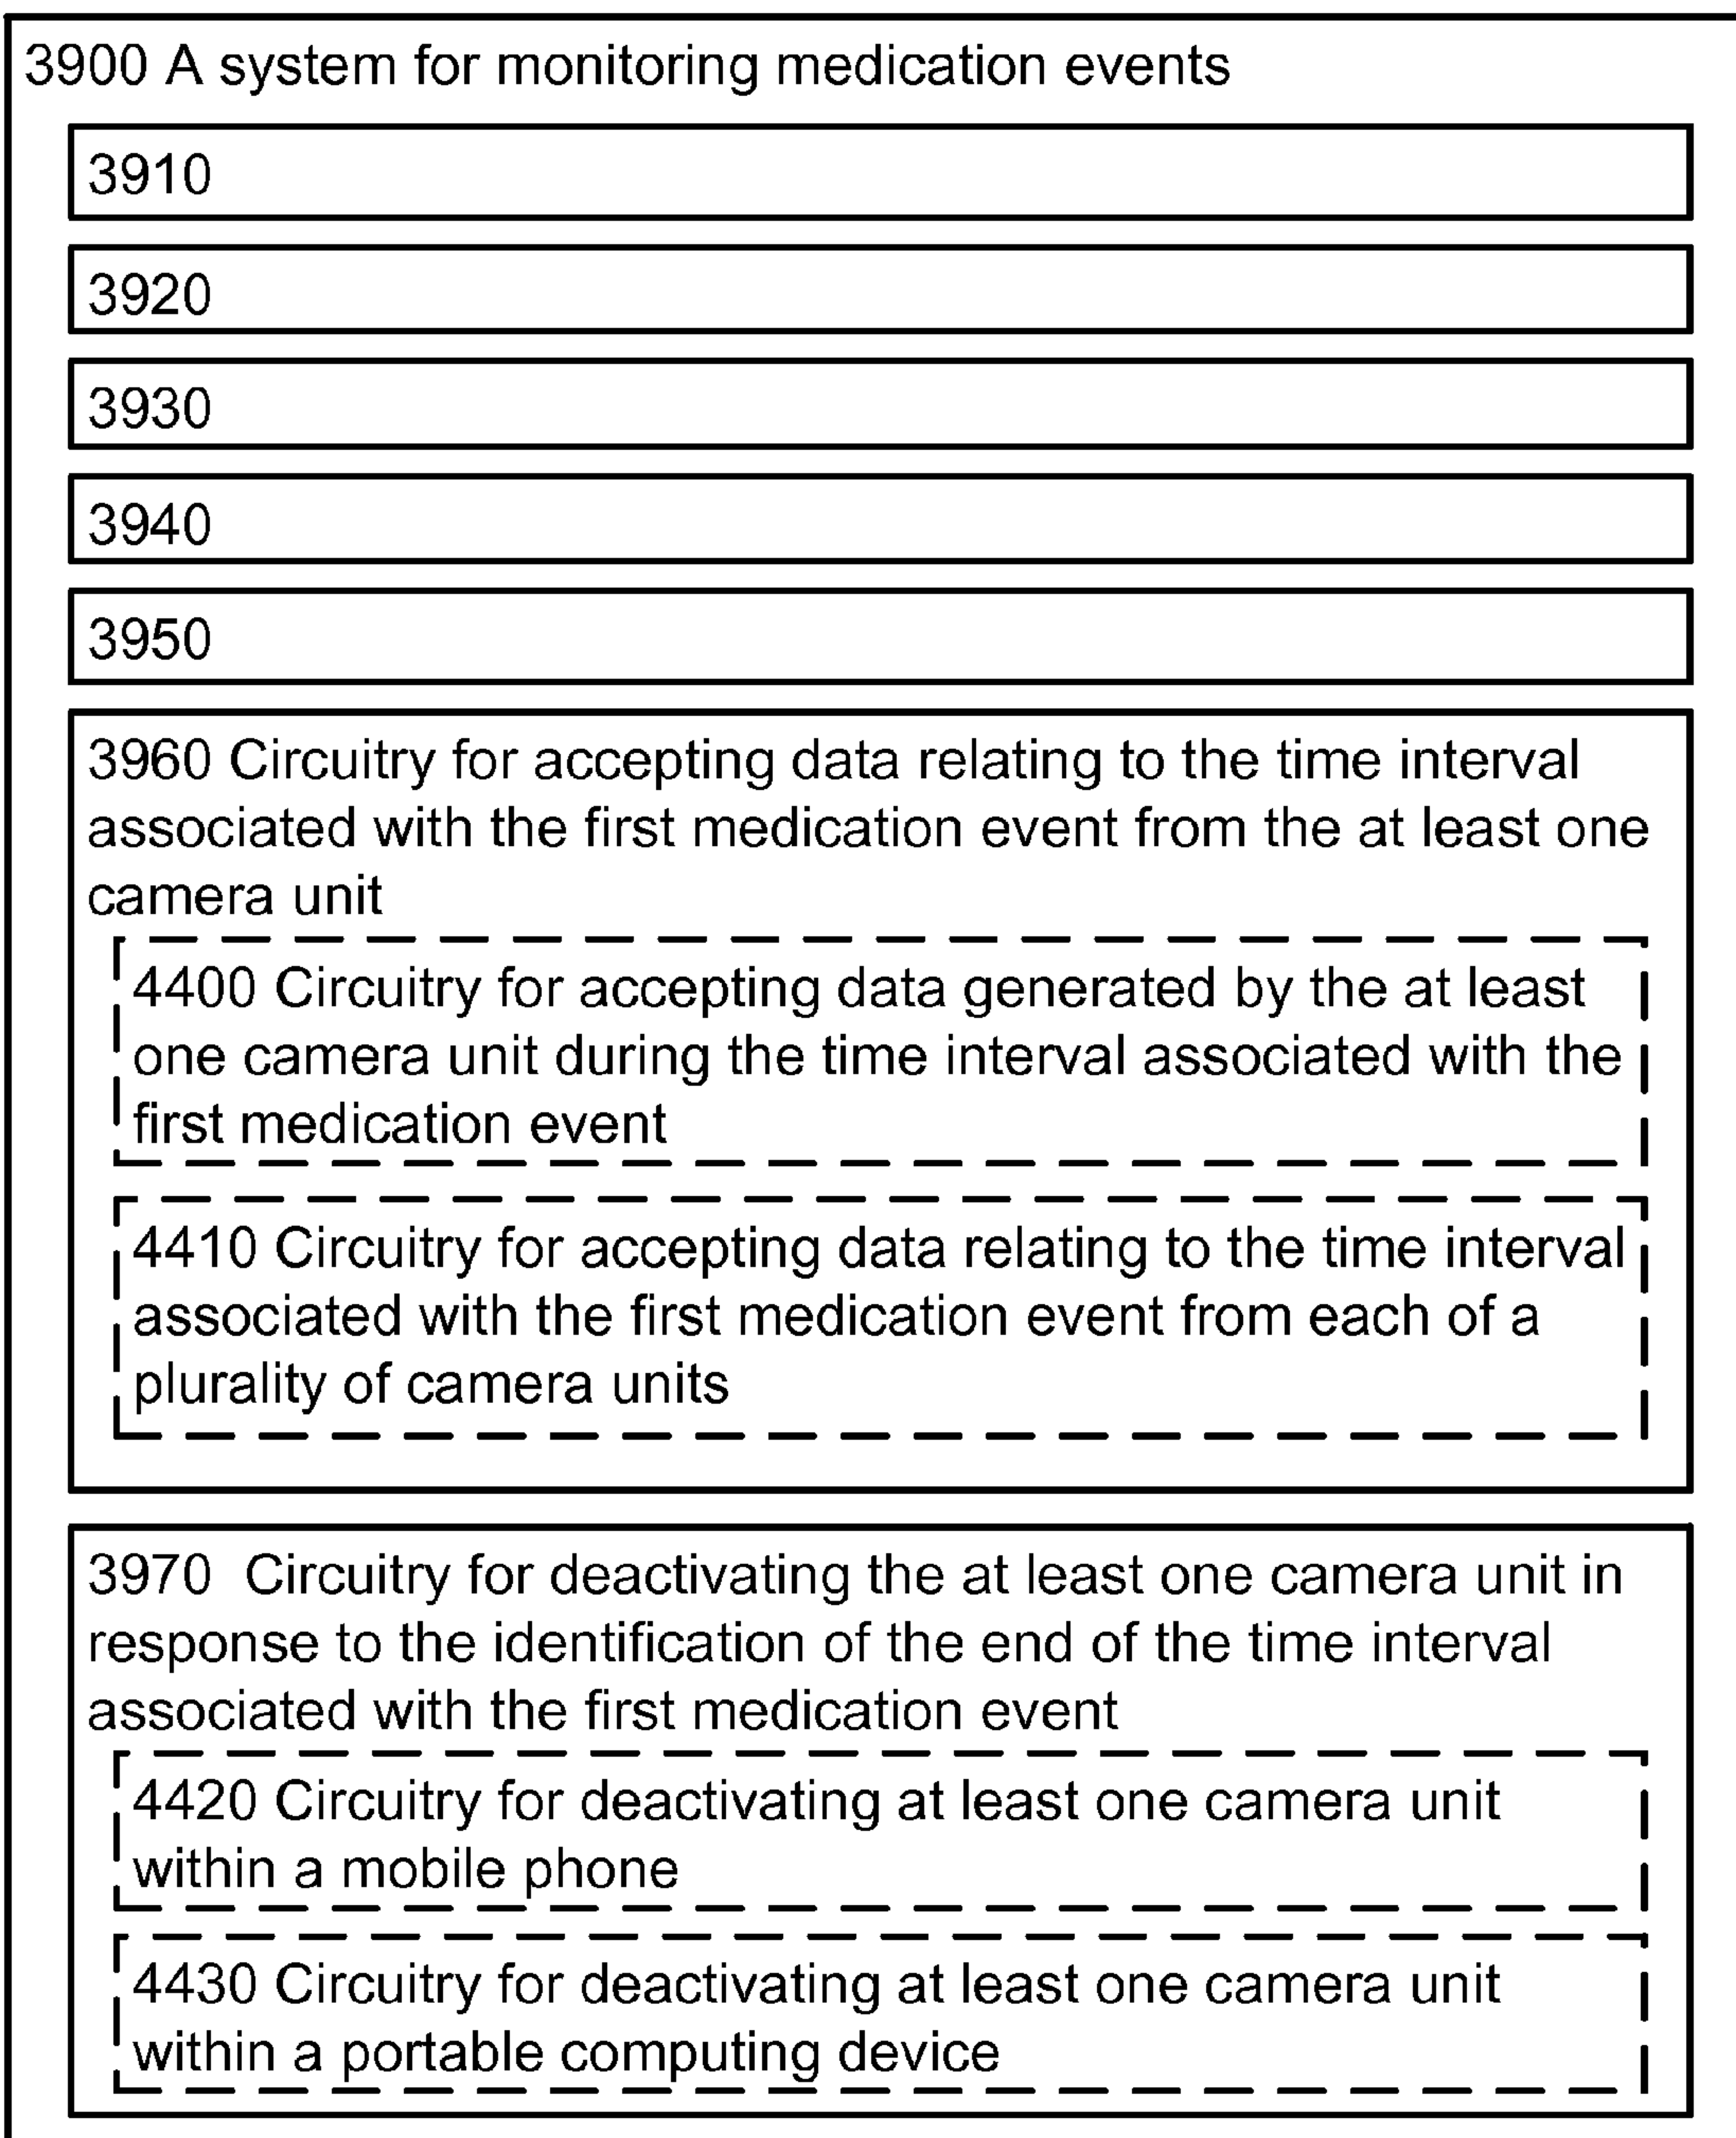 3900 A system for monitoring medication events
3910
3920
3930
3940
3950
3960 Circuitry for accepting data relating to the time interval
associated with the first medication event from the at least one
camera unit
4400 Circuitry for accepting data generated by the at least
one camera unit during the time interval associated with the
first medication event
4410 Circuitry for accepting data relating to the time interval
associated with the first medication event from each of a
plurality of camera units
3970 Circuitry for deactivating the at least one camera unit in
response to the identification of the end of the time interval
associated with the first medication event
4420 Circuitry for deactivating at least one camera unit
within a mobile phone
4430 Circuitry for deactivating at least one camera unit
within a portable computing device